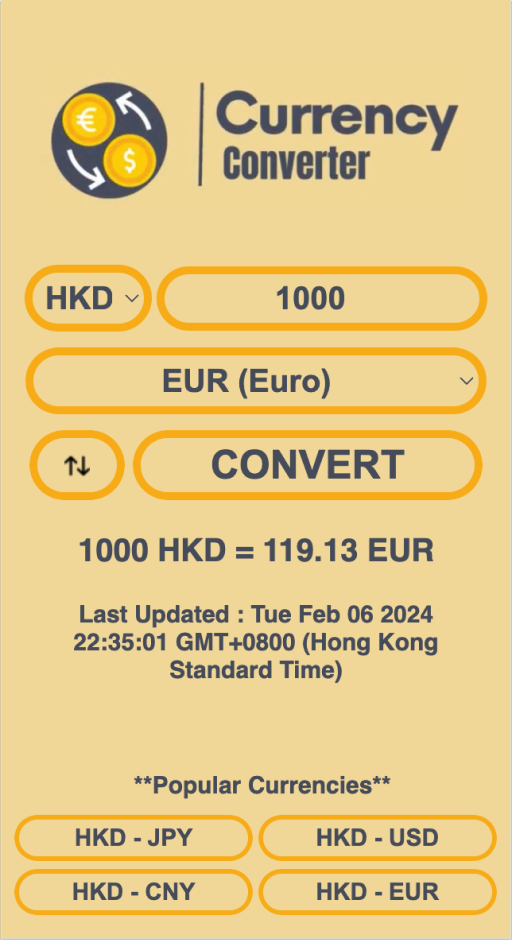 €
$
Currency
Converter
HKD
1000
EUR (Euro)
CONVERT
1000 HKD = 119.13 EUR
Last Updated : Tue Feb 06 2024
22:35:01 GMT+0800 (Hong Kong
Standard Time)
**Popular Currencies**
HKD - JPY
HKD - USD
HKD - CNY
HKD - EUR